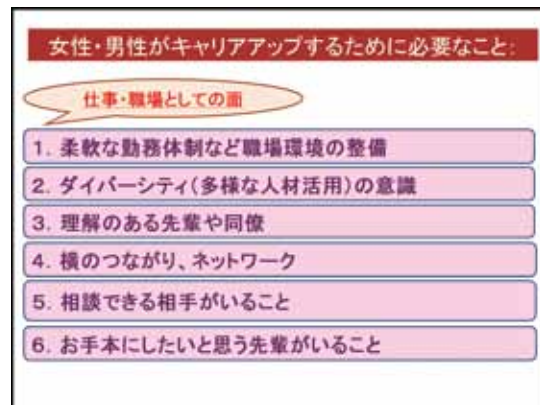 女性・男性がキャリアアップするために必要なこと:
仕事・職場としての面
1. 柔軟な勤務体制など職場環境の整備
2. ダイバーシティ(多様な人材活用)の意識
3. 理解のある先輩や同僚
4. 横のつながり、ネットワーク
5. 相談できる相手がいること
6. お手本にしたいと思う先輩がいること